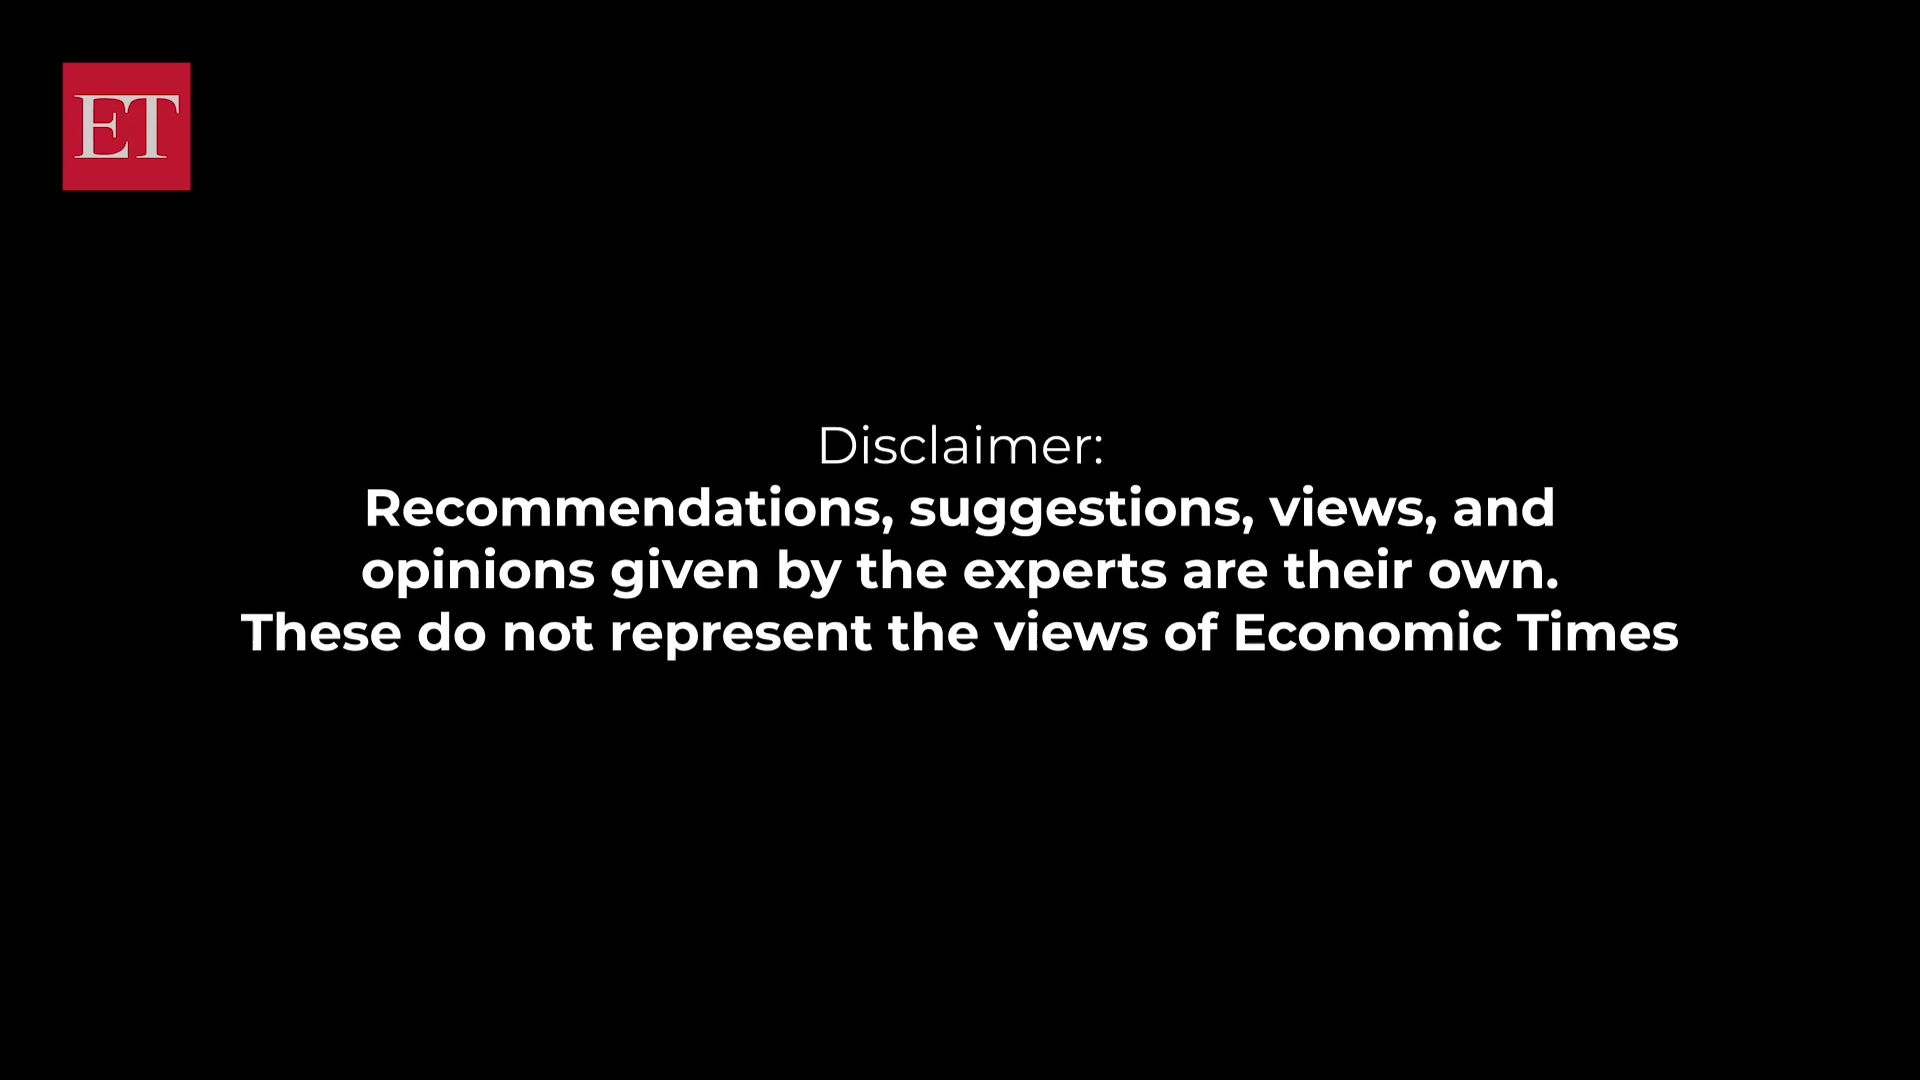 ET
Disclaimer:
Recommendations, suggestions, views, and
opinions given by the experts are their own.
These do not represent the views of Economic Times